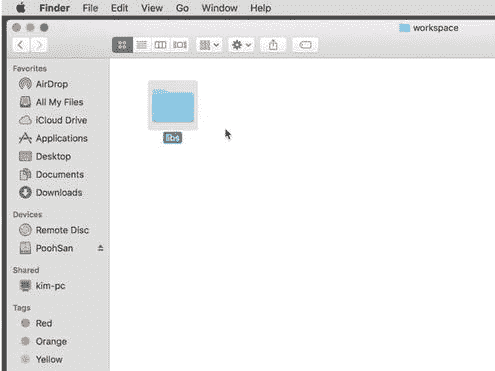 Finder File Edit View Go Window Help
workspace
Favorites
AirDrop
All My Files
iCloud Drive
Applications
Desktop
Documents
Downloads
Devices
Remote Disc
PoohSan
Shared
kim-pc
Tags
Red
Orange
Yellow
libs